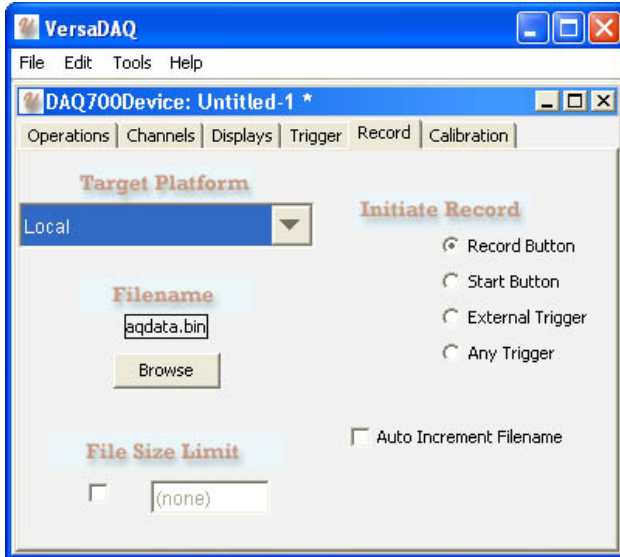 VersaDAQ
File Edit Tools Help
DAQ700Device: Untitled-1 *
Operations Channels Displays Trigger Record Calibration
Target Platform
Local
Initiate Record
Record Button
Start Button
External Trigger
Any Trigger
Filename
aqdata.bin
Browse
Auto Increment Filename
File Size Limit
(none)